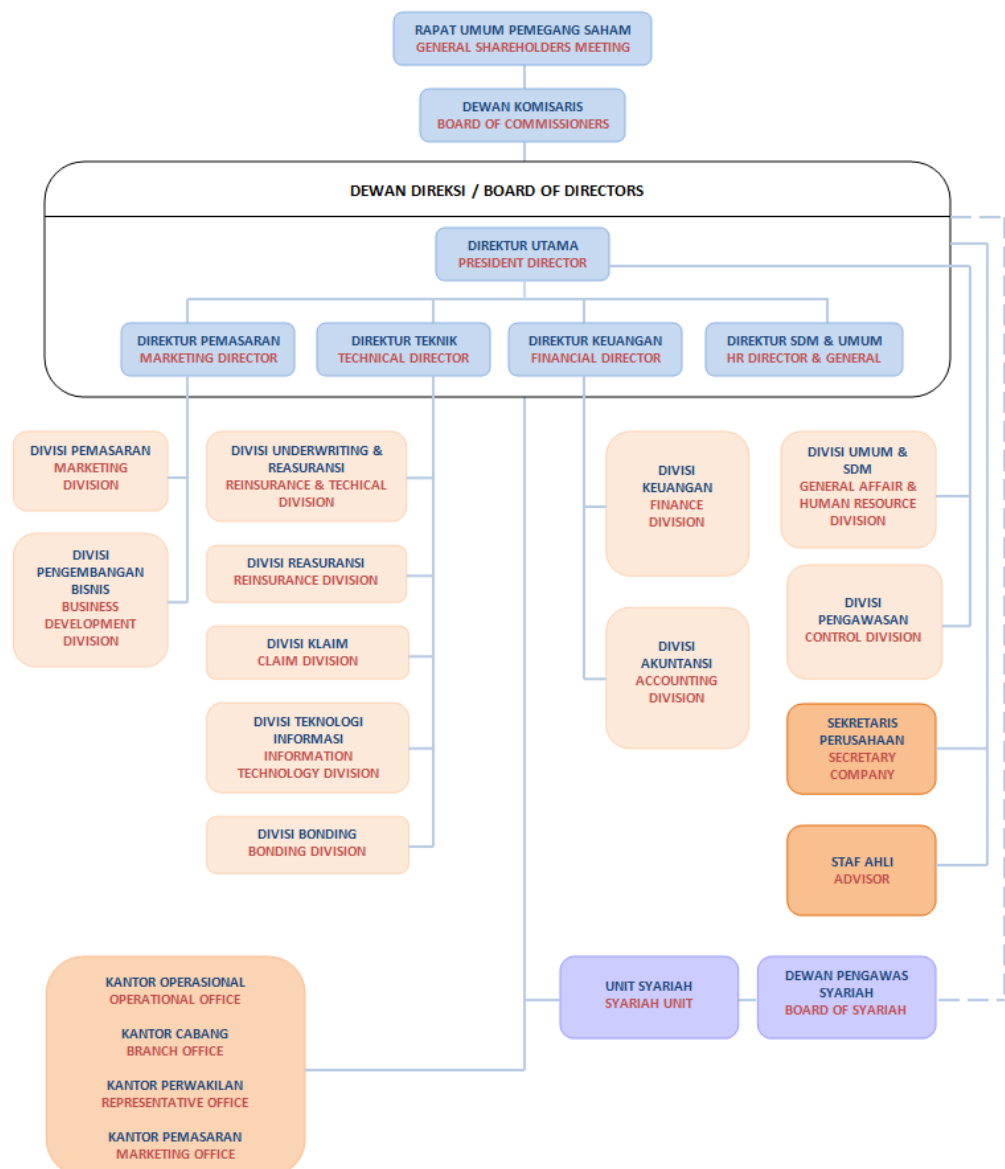 RAPAT UMUM PEMEGANG SAHAM
GENERAL SHAREHOLDERS MEETING
DEWAN KOMISARIS
BOARD OF COMMISSIONERS
DEWAN DIREKSI / BOARD OF DIRECTORS
DIREKTUR UTAMA
PRESIDENT DIRECTOR
DIREKTUR PEMASARAN
MARKETING DIRECTOR
DIREKTUR TEKNIK
TECHNICAL DIRECTOR
DIREKTUR KEUANGAN
FINANCIAL DIRECTOR
DIREKTUR SDM & UMUM
HR DIRECTOR & GENERAL
DIVISI PEMASARAN
MARKETING
DIVISION
DIVISI
PENGEMBANGAN
BISNIS
BUSINESS
DEVELOPMENT
DIVISION
DIVISI UNDERWRITING &
REASURANSI
REINSURANCE & TECHICAL
DIVISION
DIVISI REASURANSI
REINSURANCE DIVISION
DIVISI KLAIM
CLAIM DIVISION
DIVISI TEKNOLOGI
INFORMASI
INFORMATION
TECHNOLOGY DIVISION
DIVISI BONDING
BONDING DIVISION
DIVISI
KEUANGAN
FINANCE
DIVISION
DIVISI
AKUNTANSI
ACCOUNTING
DIVISION
DIVISI UMUM &
SDM
GENERAL AFFAIR &
HUMAN RESOURCE
DIVISION
DIVISI
PENGAWASAN
CONTROL DIVISION
SEKRETARIS
PERUSAHAAN
SECRETARY
COMPANY
STAF AHLI
ADVISOR
KANTOR OPERASIONAL
OPERATIONAL OFFICE
KANTOR CABANG
BRANCH OFFICE
KANTOR PERWAKILAN
REPRESENTATIVE OFFICE
KANTOR PEMASARAN
MARKETING OFFICE
UNIT SYARIAH
SYARIAH UNIT
DEWAN PENGAWAS
SYARIAH
BOARD OF SYARIAH